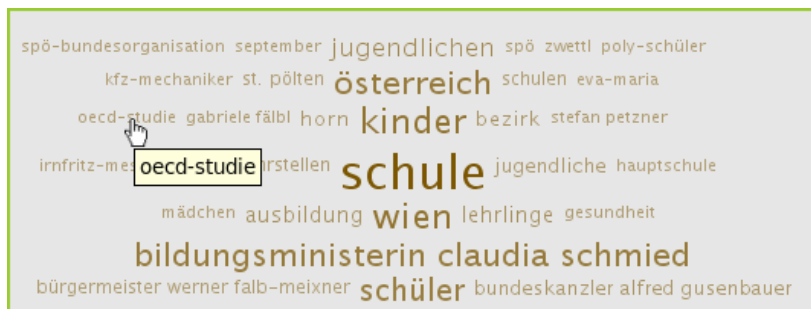 spö-bundesorganisation september jugendlichen spö zwettl poly-schüler
kfz-mechaniker st. pölten österreich schulen eva-maria
oecd-studie gabriele fälbl horn kinder bezirk stefan petzner
schule jugendliche hauptschule
oecd-studie
mädchen ausbildung wien lehrlinge gesundheit
bildungsministerin claudia schmied
bürgermeister werner falb-meixner schüler bundeskanzler alfred gusenbauer